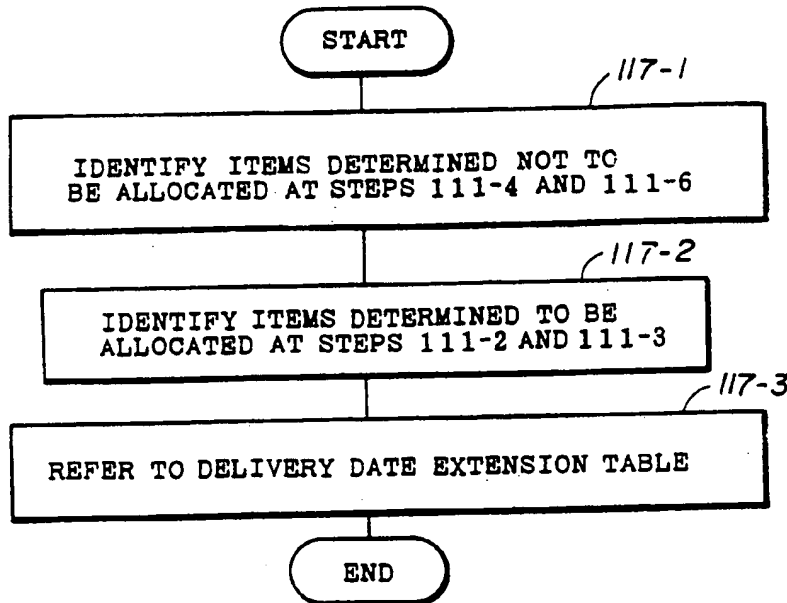 START
117-1
IDENTIFY ITEMS DETERMINED NOT TO
BE ALLOCATED AT STEPS 111-4 AND 111-6
117-2
IDENTIFY ITEMS DETERMINED TO BE
ALLOCATED AT STEPS 111-2 AND 111-3
117-3
REFER TO DELIVERY DATE EXTENSION TABLE
END